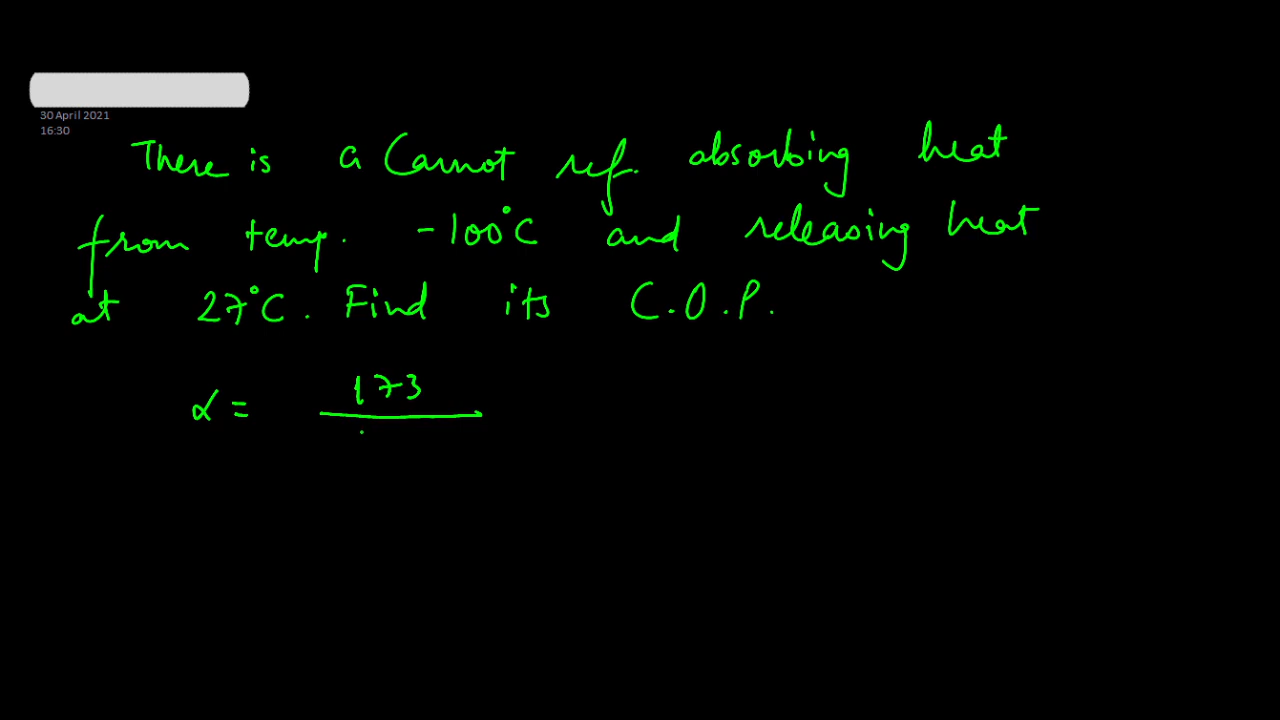 30 April 2021
16:30
There is a Carnot ref. absorbing heat
from temp. -100°C and releasing heat
at 27°C. Find its C.O.P.
α = 173